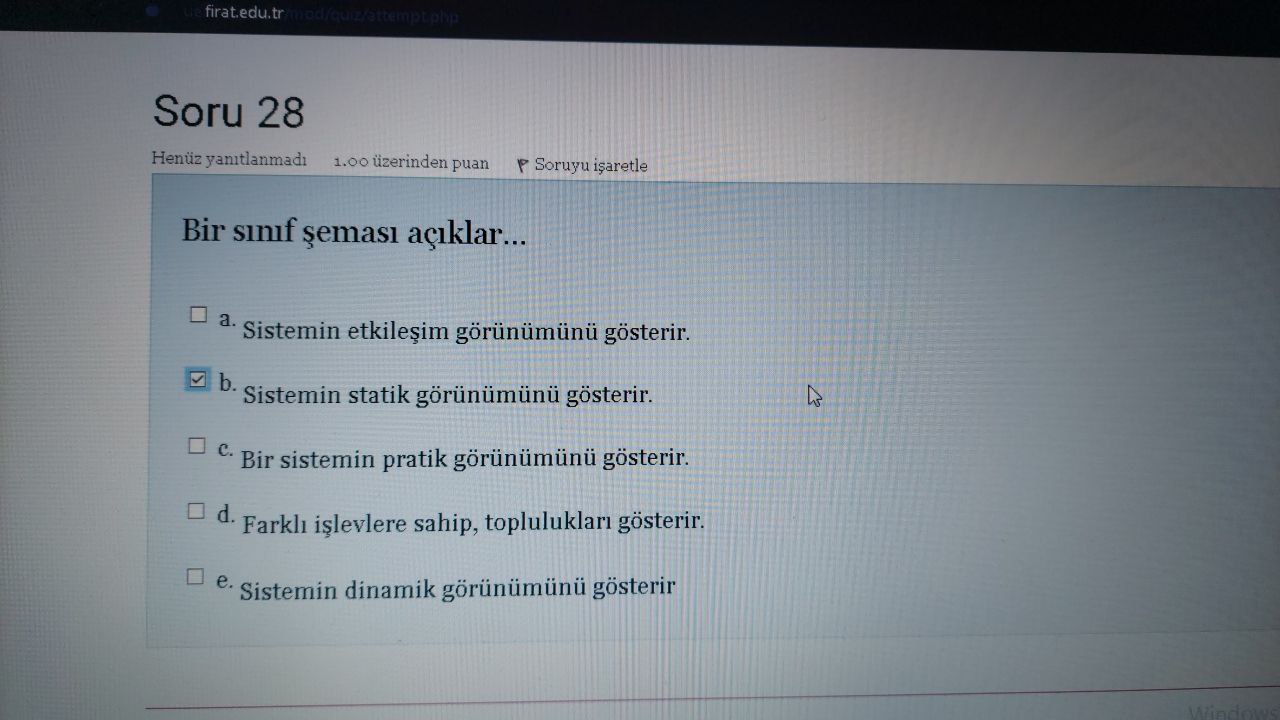 firat.edu.tr/mod/quiz/attempt.php
Soru 28
Henüz yanıtlanmadı 1.00 üzerinden puan Soruyu işaretle
Bir sınıf şeması açıklar...
a. Sistemin etkileşim görünümünü gösterir.
b. Sistemin statik görünümünü gösterir.
c. Bir sistemin pratik görünümünü gösterir.
d. Farklı işlevlere sahip, toplulukları gösterir.
e. Sistemin dinamik görünümünü gösterir
Windows